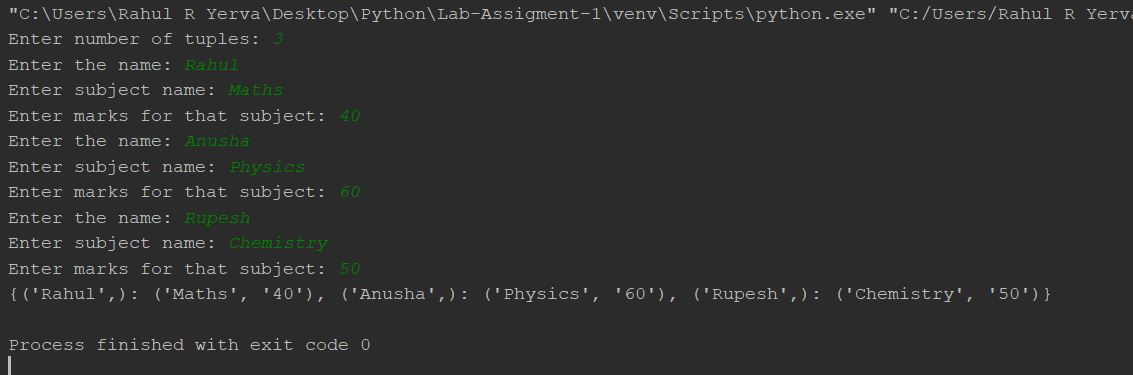 "C:\Users\Rahul R Yerva\Desktop\Python\Lab-Assigment-1\venv\Scripts\python.exe" "C:/Users/Rahul R Yerva
Enter number of tuples: 3
Enter the name: Rahul
Enter subject name: Maths
Enter marks for that subject: 40
Enter the name: Anusha
Enter subject name: Physics
Enter marks for that subject: 60
Enter the name: Rupesh
Enter subject name: Chemistry
Enter marks for that subject: 50
{('Rahul',): ('Maths', '40'), ('Anusha',): ('Physics', '60'), ('Rupesh',): ('Chemistry', '50')}
Process finished with exit code 0